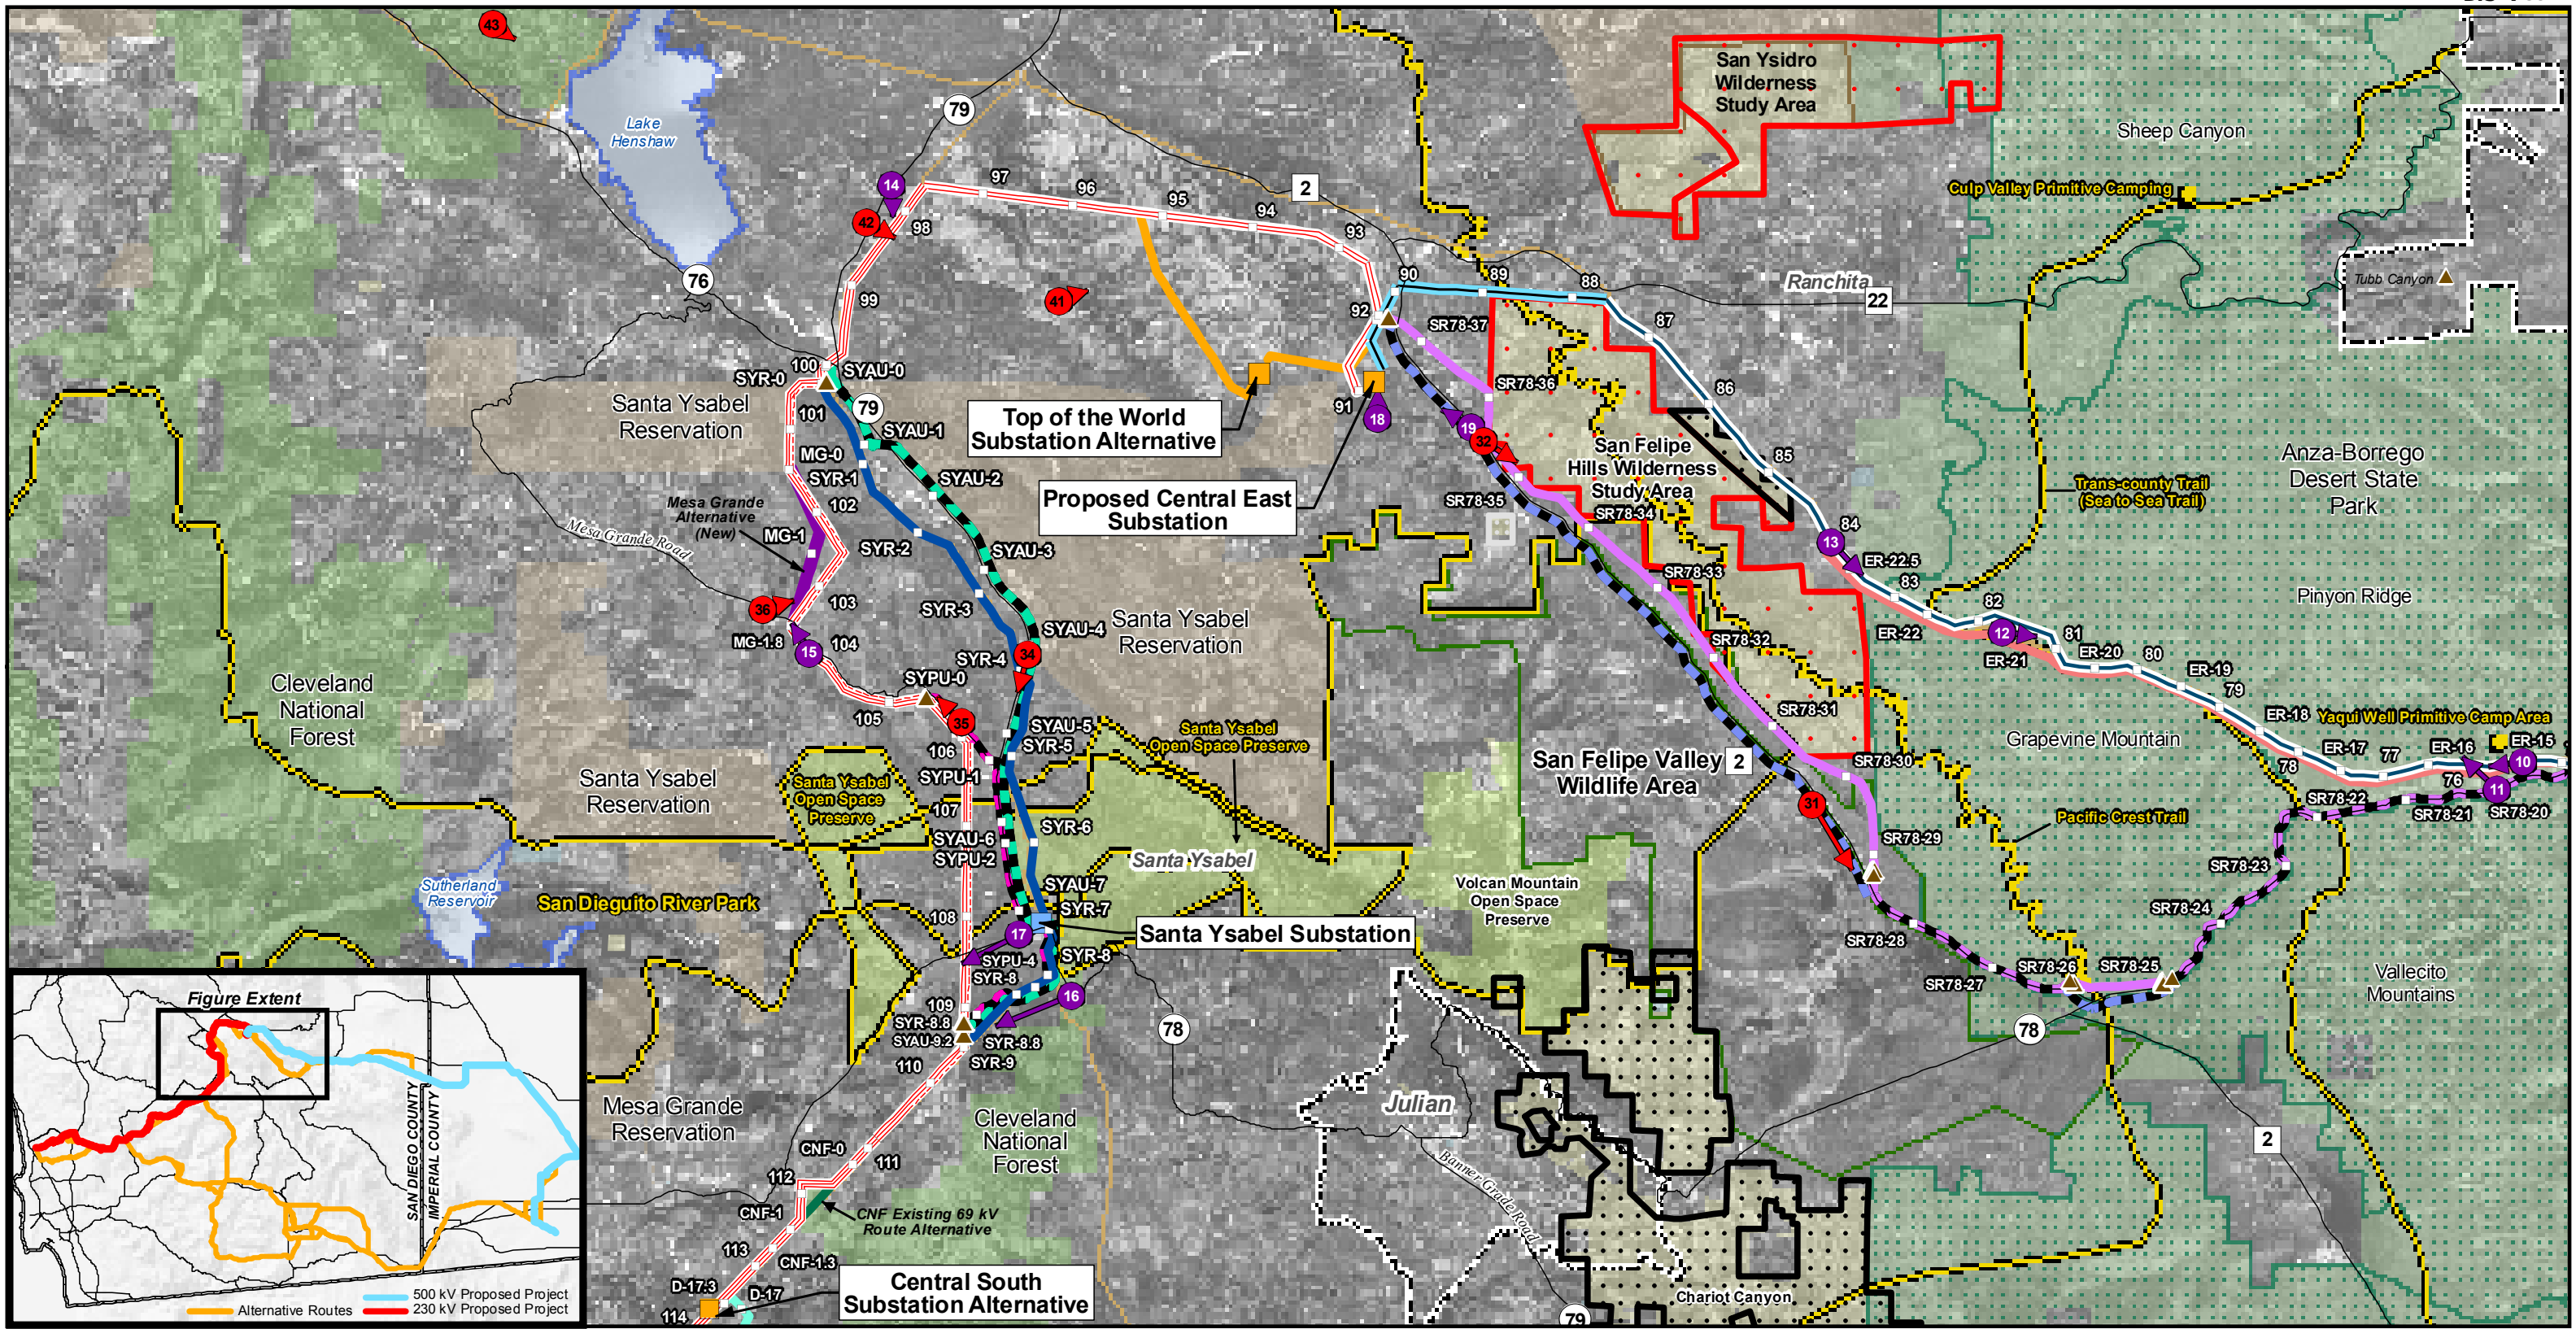 43
San Ysidro
Wilderness
Study Area
Lake
Henshaw
79
Sheep Canyon
14
97
96
95
94
2
Culp Valley Primitive Camping
42
98
93
76
99
41
90
89
88
Ranchita
22
Tubb Canyon
92
SR78-37
87
100
SYR-0
SYAU-0
101
79
Santa Ysabel
Reservation
SYAU-1
Top of the World
Substation Alternative
91
18
SR78-36
86
19
32
MG-0
SYR-1
SYAU-2
San Felipe
Hills Wilderness
Study Area
85
Anza-Borrego
Desert State
Park
Trans-county Trail
(Sea to Sea Trail)
Mesa Grande
Alternative
(New)
102
Proposed Central East
Substation
SR78-35
SR78-34
84
13
Mesa Grande Road
MG-1
SYR-2
SYAU-3
ER-22.5
SR78-33
83
Pinyon Ridge
36
103
SYR-3
82
MG-1.8
15
104
SYAU-4
Santa Ysabel
Reservation
SR78-32
ER-22
12
81
ER-21
ER-20
80
ER-19
SYR-4
34
Cleveland
National
Forest
SYPU-0
79
105
35
SR78-31
ER-18
Yaqui Well Primitive Camp Area
SYAU-5
SYR-5
Santa Ysabel
Open Space Preserve
Grapevine Mountain
ER-17
77
ER-16
ER-15
106
San Felipe Valley
Wildlife Area
2
SR78-30
78
76
10
11
Santa Ysabel
Reservation
Santa Ysabel
Open Space
Preserve
SYPU-1
107
31
SR78-22
SR78-21
SR78-20
SYR-6
Pacific Crest Trail
SYAU-6
SYPU-2
SR78-29
Santa Ysabel
SR78-23
Sutherland
Reservoir
San Dieguito River Park
SYAU-7
SYR-7
Volcan Mountain
Open Space
Preserve
108
17
Santa Ysabel Substation
SR78-24
SR78-28
SYPU-4
SYR-8
SYR-8
SR78-27
SR78-26
SR78-25
Vallecito
Mountains
16
109
SYR-8.8
SYAU-9.2
SYR-8.8
SYR-9
78
78
110
Mesa Grande
Reservation
Cleveland
National
Forest
Julian
2
CNF-0
111
112
Banner Grade Road
CNF-1
CNF Existing 69 kV
Route Alternative
113
CNF-1.3
D-17.3
D-17
114
Central South
Substation Alternative
Chariot Canyon
79
Figure Extent
SAN DIEGO COUNTY
IMPERIAL COUNTY
500 kV Proposed Project
Alternative Routes
230 kV Proposed Project